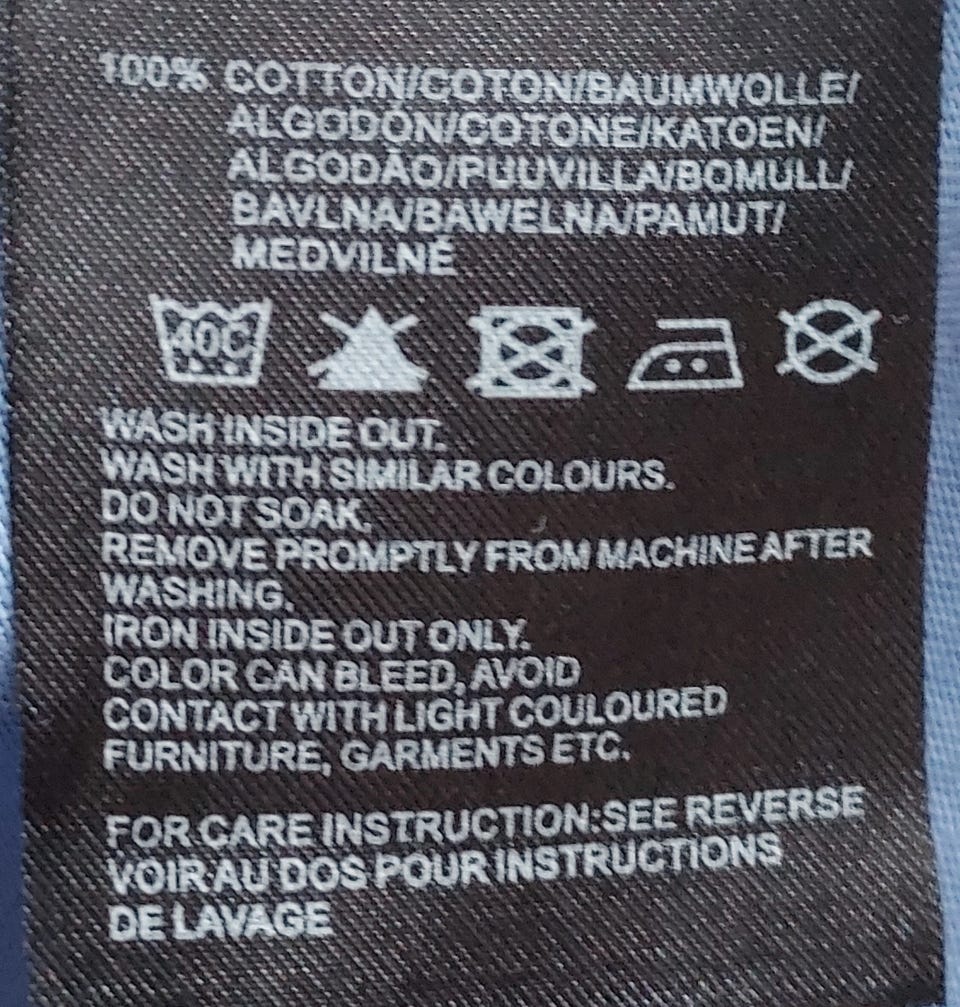 100% COTTON/COTON/BAUMWOLLE/
ALGODÓN/COTONE/KATOEN/
ALGODÃO/PUUVILLA/BOMULL/
BAVLNA/BAWELNA/PAMUT/
MEDVILNĖ
40C
WASH INSIDE OUT.
WASH WITH SIMILAR COLOURS.
DO NOT SOAK.
REMOVE PROMPTLY FROM MACHINE AFTER
WASHING.
IRON INSIDE OUT ONLY.
COLOR CAN BLEED, AVOID
CONTACT WITH LIGHT COULOURED
FURNITURE, GARMENTS ETC.
FOR CARE INSTRUCTION:SEE REVERSE
VOIR AU DOS POUR INSTRUCTIONS
DE LAVAGE